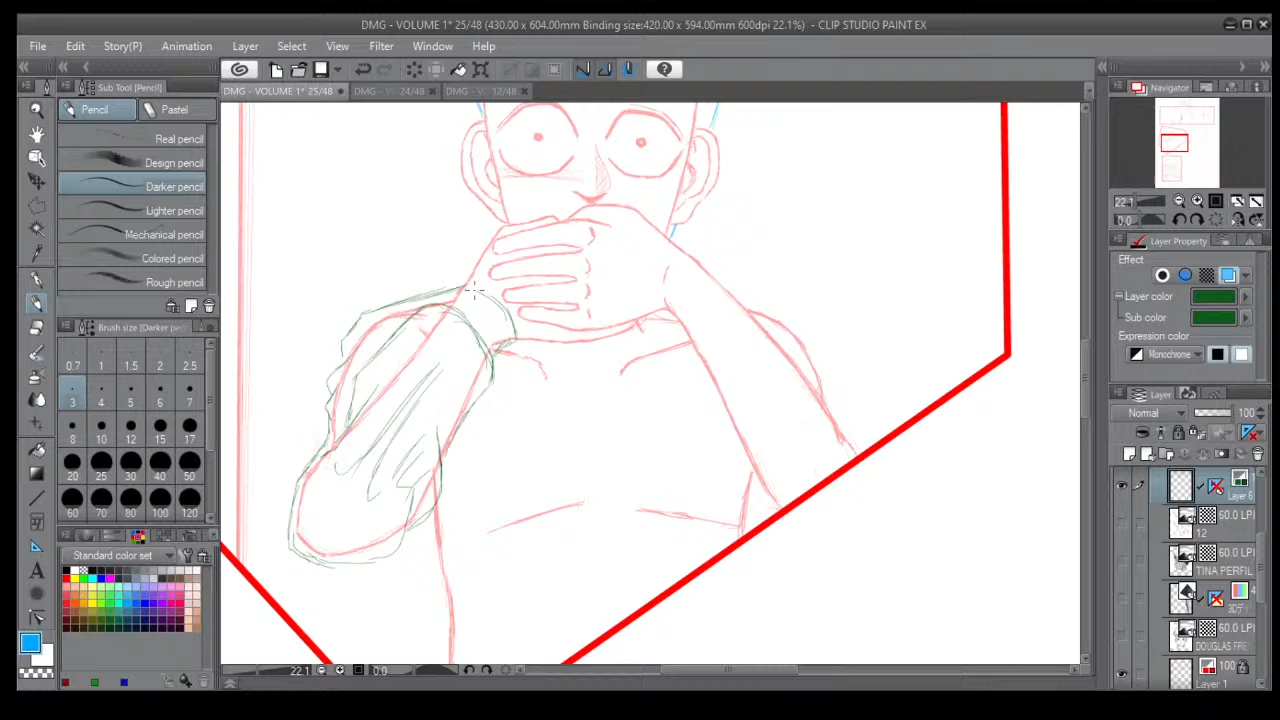 DMG - VOLUME 1* 25/48 (430.00 x 604.00mm Binding size:420.00 x 594.00mm 600dpi 22.1%) - CLIP STUDIO PAINT EX
File Edit Story(P) Animation Layer Select View Filter Window Help
Sub Tool [Pencil]
DMG - VOLUME 1* 25/48
DMG - V: 24/48
DMG - V: 12/48
Navigator
Pencil
Pastel
Real pencil
Design pencil
Darker pencil
Lighter pencil
Mechanical pencil
Colored pencil
Rough pencil
Brush size [Darker per
0.7 1 1.5 2 2.5
3 4 5 6 7
8 10 12 15 17
20 25 30 40 50
60 70 80 100 120
Standard color set
22.1
0.0
22.1
0.0
Layer Property
Effect
Layer color
Sub color
Expression color
Monochrome
Layer
Normal
100
Layer 6
60.0 LPI
12
60.0 LPI
TINA PERFIL
60.0 LPI
DOUGLAS FRE
100
Layer 1